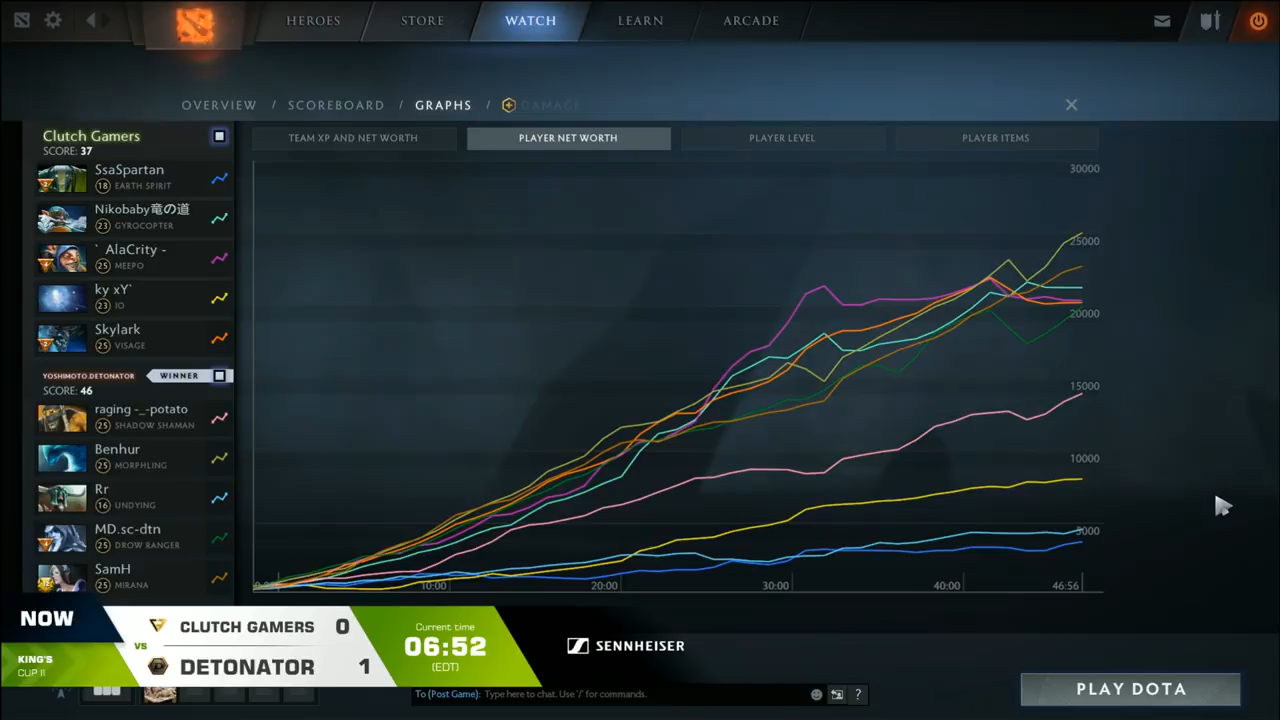 HEROES
STORE
WATCH
LEARN
ARCADE
OVERVIEW / SCOREBOARD / GRAPHS / DAMAGE
Clutch Gamers
SCORE: 37
SsaSpartan
18 EARTH SPIRIT
Nikobaby竜の道
23 GYROCOPTER
` AlaCrity -
25 MEEPO
ky xY`
23 IO
Skylark
25 VISAGE
YOSHIMOTO.DETONATOR
WINNER
SCORE: 46
raging -_-potato
25 SHADOW SHAMAN
Benhur
25 MORPHLING
Rr
16 UNDYING
MD.sc-dtn
25 DROW RANGER
SamH
25 MIRANA
TEAM XP AND NET WORTH
PLAYER NET WORTH
PLAYER LEVEL
PLAYER ITEMS
30000
25000
20000
15000
10000
5000
10:00
20:00
30:00
40:00
46:56
NOW
KING'S
CUP II
CLUTCH GAMERS 0
VS
DETONATOR 1
Current time
06:52
(EDT)
SENNHEISER
To (Post Game): Type here to chat. Use '/' for commands.
?
PLAY DOTA